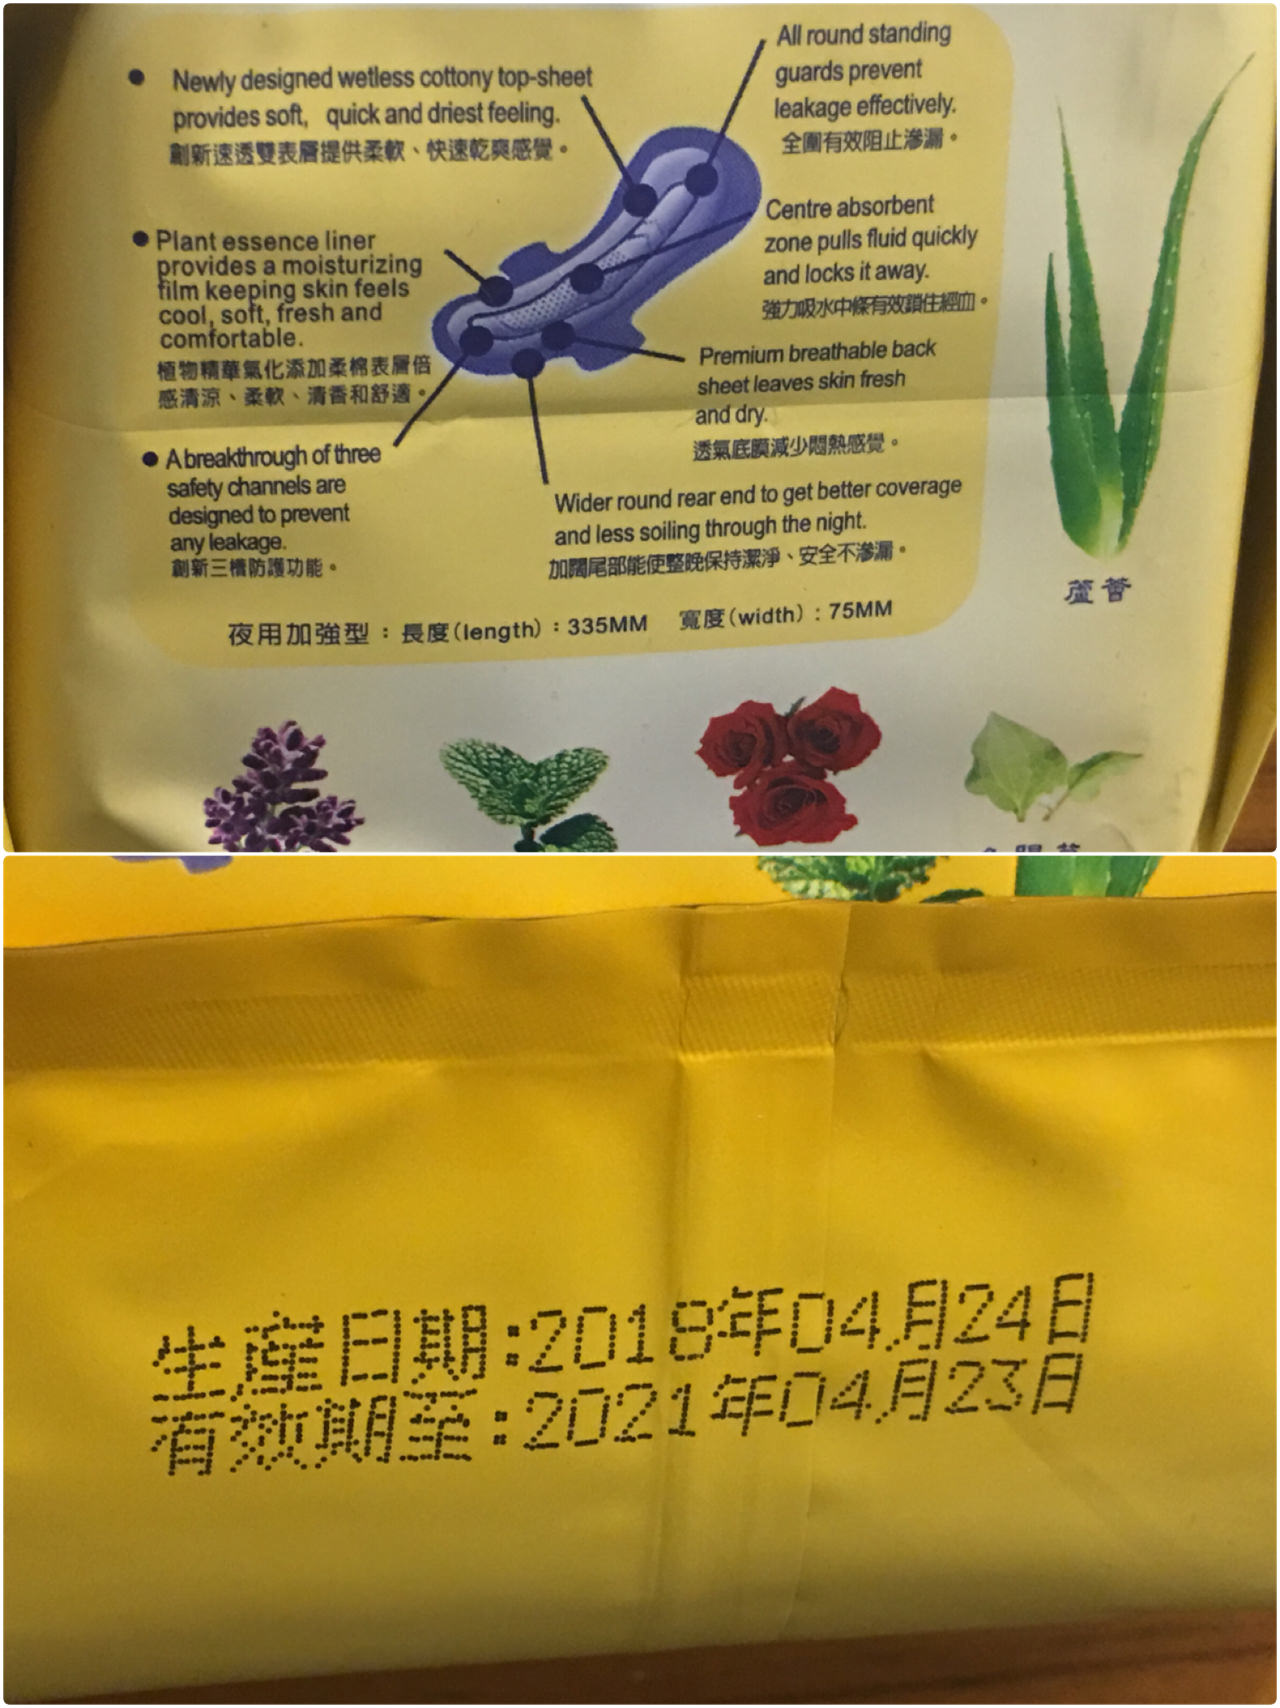 ● Newly designed wetless cottony top-sheet
provides soft, quick and driest feeling.
創新速透雙表層提供柔軟、快速乾爽感覺。
All round standing
guards prevent
leakage effectively.
全圍有效阻止滲漏。
● Plant essence liner
provides a moisturizing
film keeping skin feels
cool, soft, fresh and
comfortable.
植物精華氧化添加柔棉表層倍
感清涼、柔軟、清香和舒適。
Centre absorbent
zone pulls fluid quickly
and locks it away.
強力吸水中條有效鎖住經血。
Premium breathable back
sheet leaves skin fresh
and dry.
透氣底膜減少悶熱感覺。
● A breakthrough of three
safety channels are
designed to prevent
any leakage.
創新三槽防護功能。
Wider round rear end to get better coverage
and less soiling through the night.
加闊尾部能使整晚保持潔淨、安全不滲漏。
蘆薈
夜用加強型：長度(length)：335MM 寬度(width)：75MM
生產日期:2018年04月24日
有效期至:2021年04月23日